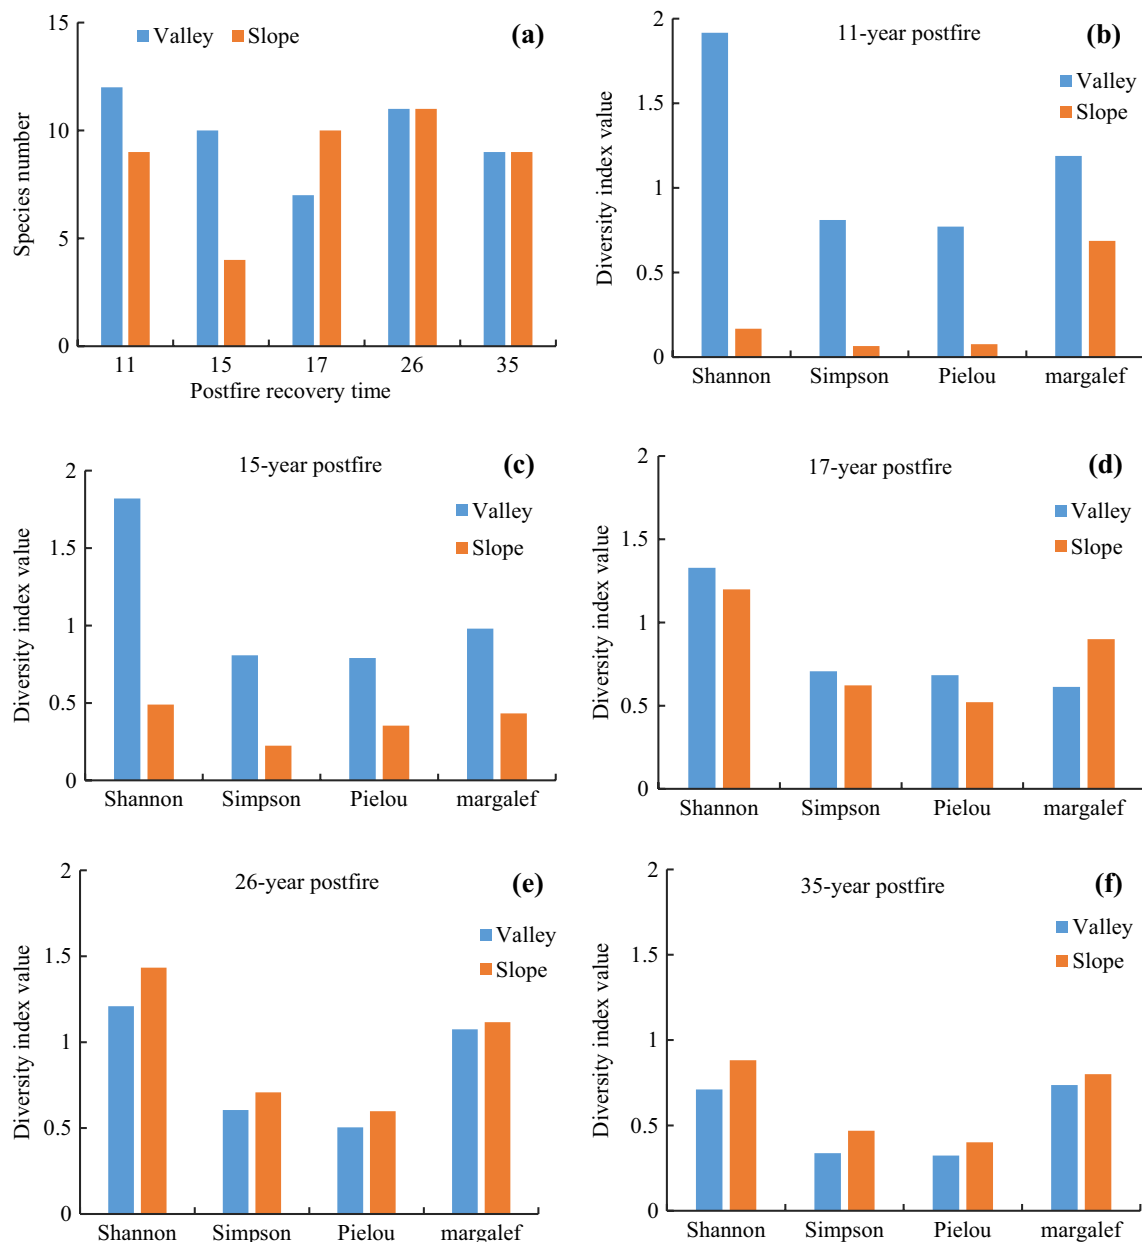 15
Valley Slope
(a)
10
5
0
Species number
11 15 17 26 35
Postfire recovery time
2
11-year postfire
(b)
Valley
Slope
1.5
1
0.5
0
Diversity index value
Shannon Simpson Pielou margalef
2
15-year postfire
(c)
Valley
Slope
1.5
1
0.5
0
Diversity index value
Shannon Simpson Pielou margalef
2
17-year postfire
(d)
Valley
Slope
1.5
1
0.5
0
Diversity index value
Shannon Simpson Pielou margalef
2
26-year postfire
(e)
Valley
Slope
1.5
1
0.5
0
Diversity index value
Shannon Simpson Pielou margalef
2
35-year postfire
(f)
Valley
Slope
1.5
1
0.5
0
Diversity index value
Shannon Simpson Pielou margalef